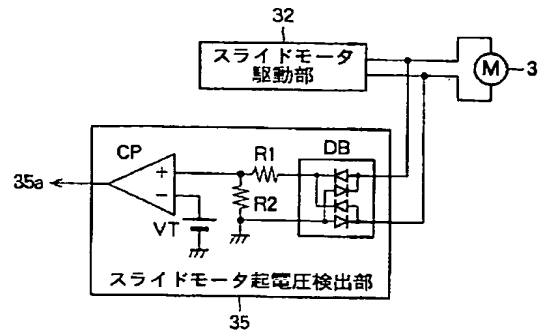 32
スライドモータ
駆動部
M
3
CP
R1
DB
+
35a
−
R2
VT
スライドモータ起電圧検出部
35